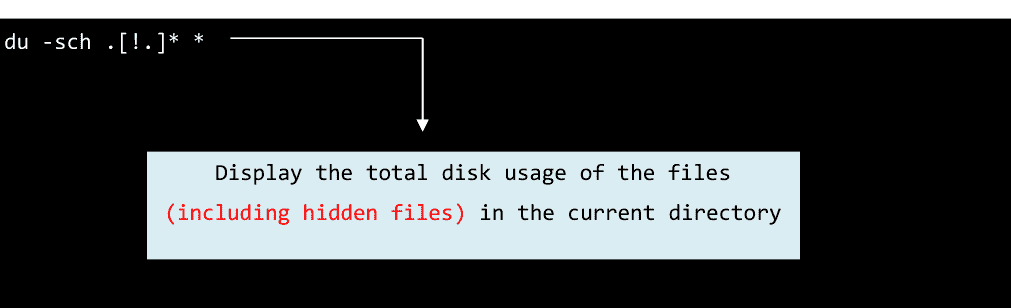 du -sch .[!.]* *
Display the total disk usage of the files
(including hidden files) in the current directory